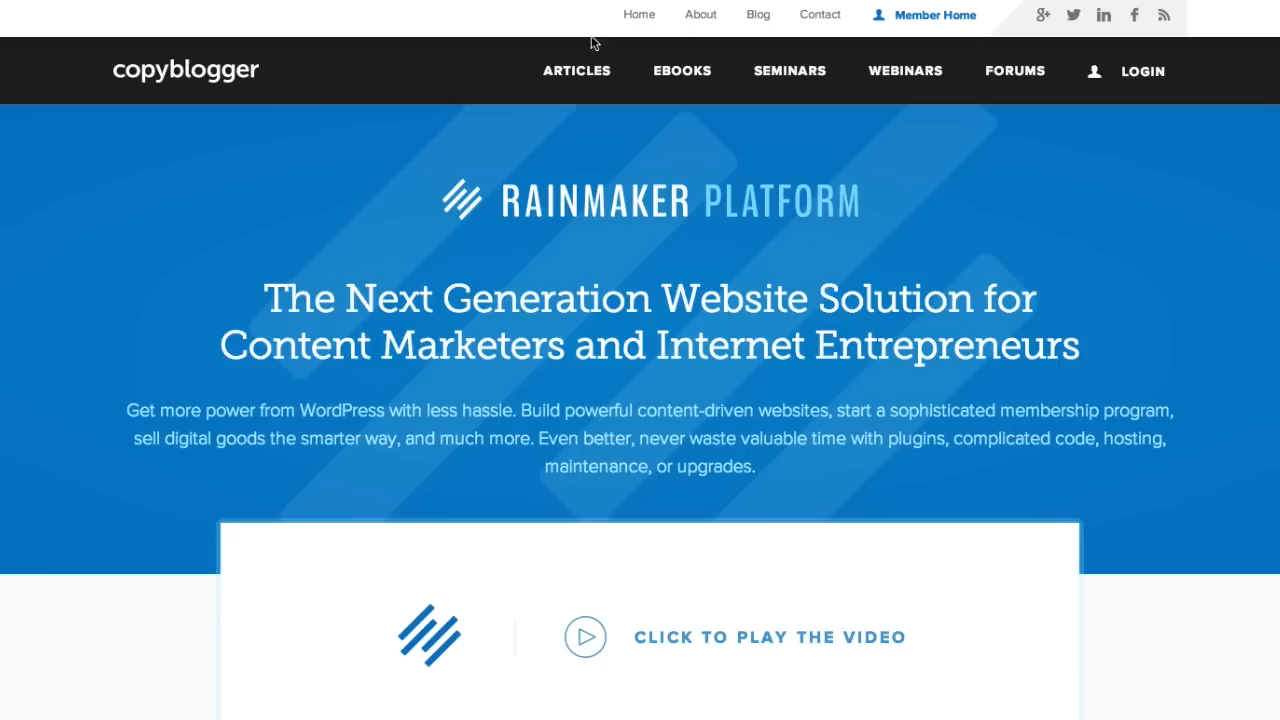 Home About Blog Contact Member Home
copyblogger ARTICLES EBOOKS SEMINARS WEBINARS FORUMS LOGIN
RAINMAKER PLATFORM
The Next Generation Website Solution for
Content Marketers and Internet Entrepreneurs
Get more power from WordPress with less hassle. Build powerful content-driven websites, start a sophisticated membership program,
sell digital goods the smarter way, and much more. Even better, never waste valuable time with plugins, complicated code, hosting,
maintenance, or upgrades.
CLICK TO PLAY THE VIDEO